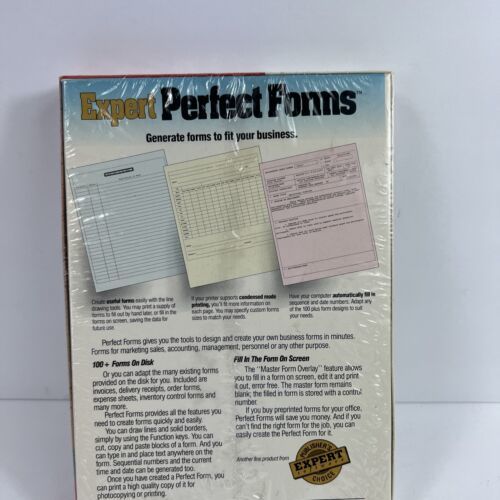 Expert Perfect Forms™
Generate forms to fit your business.
Create useful forms easily with the line
drawing tools. You may print a supply of
forms to fill out by hand later, or fill in the
forms on screen, saving the data for
future use.
If your printer supports condensed mode
printing, you'll fit more information on
each page. You may specify custom forms
sizes to match your needs.
Have your computer automatically fill in
sequence and date numbers. Adapt any
of the 100 plus form designs to suit
your needs.
Perfect Forms gives you the tools to design and create your own business forms in minutes.
Forms for marketing sales, accounting, management, personnel or any other purpose.
100+ Forms On Disk
Or you can adapt the many existing forms
provided on the disk for you. Included are
invoices, delivery receipts, order forms,
expense sheets, inventory control forms and
many more.
Perfect Forms provides all the features you
need to create forms quickly and easily.
You can draw lines and solid borders,
simply by using the Function keys. You can
cut, copy and paste blocks of a form. And you
can type in and place text anywhere on the
form. Sequential numbers and the current
time and date can be generated too.
Once you have created a Perfect Form, you
can print a high quality copy of it for
photocopying or printing.
Fill In The Form On Screen
The "Master Form Overlay" feature allows
you to fill in a form on screen, edit it and print
it out, error free. The master form remains
blank; the filled in form is stored with a control
number.
If you buy preprinted forms for your office,
Perfect Forms will save you money. And if you
can't find the right form for the job, you can
easily create the Perfect Form for it.
Another fine product from
PUBLISHER'S
EXPERT
CHOICE